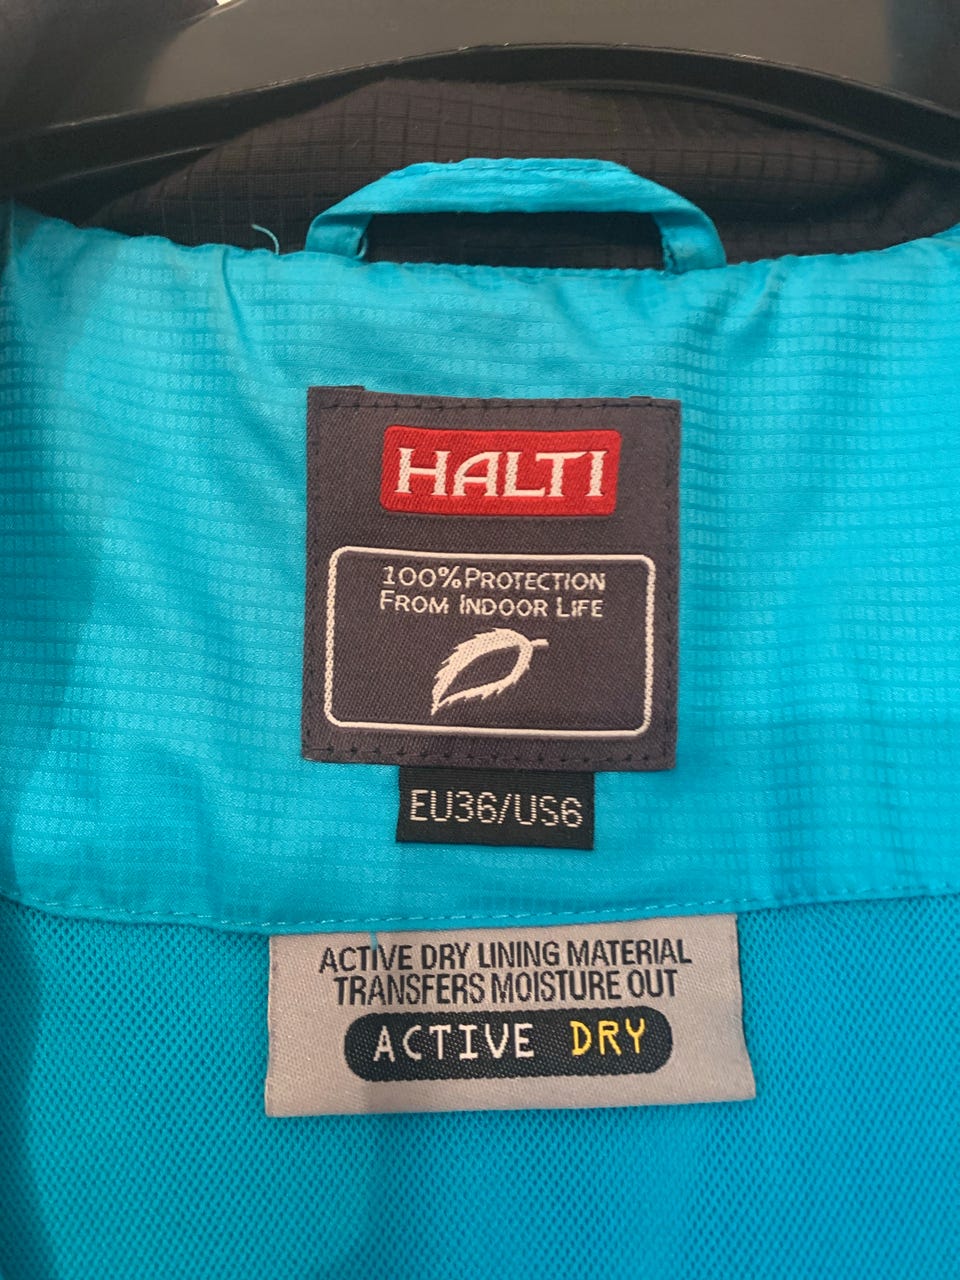 HALTI
100% PROTECTION
FROM INDOOR LIFE
EU36/US6
ACTIVE DRY LINING MATERIAL
TRANSFERS MOISTURE OUT
ACTIVE DRY